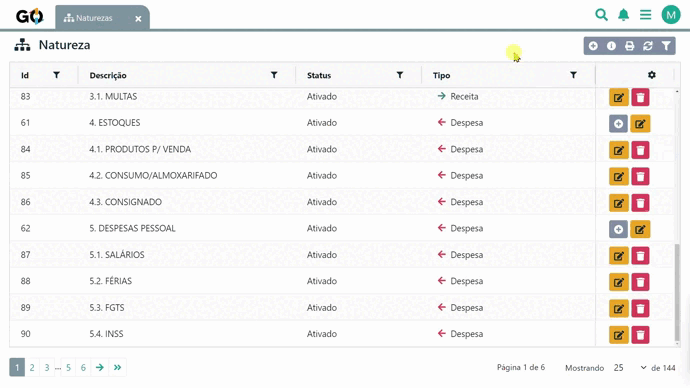 GQ Naturezas × M
Natureza
Id Descrição Status Tipo
83 3.1. MULTAS Ativado Receita
61 4. ESTOQUES Ativado Despesa
84 4.1. PRODUTOS P/ VENDA Ativado Despesa
85 4.2. CONSUMO/ALMOXARIFADO Ativado Despesa
86 4.3. CONSIGNADO Ativado Despesa
62 5. DESPESAS PESSOAL Ativado Despesa
87 5.1. SALÁRIOS Ativado Despesa
88 5.2. FÉRIAS Ativado Despesa
89 5.3. FGTS Ativado Despesa
90 5.4. INSS Ativado Despesa
1 2 3 ... 5 6 Página 1 de 6 Mostrando 25 de 144